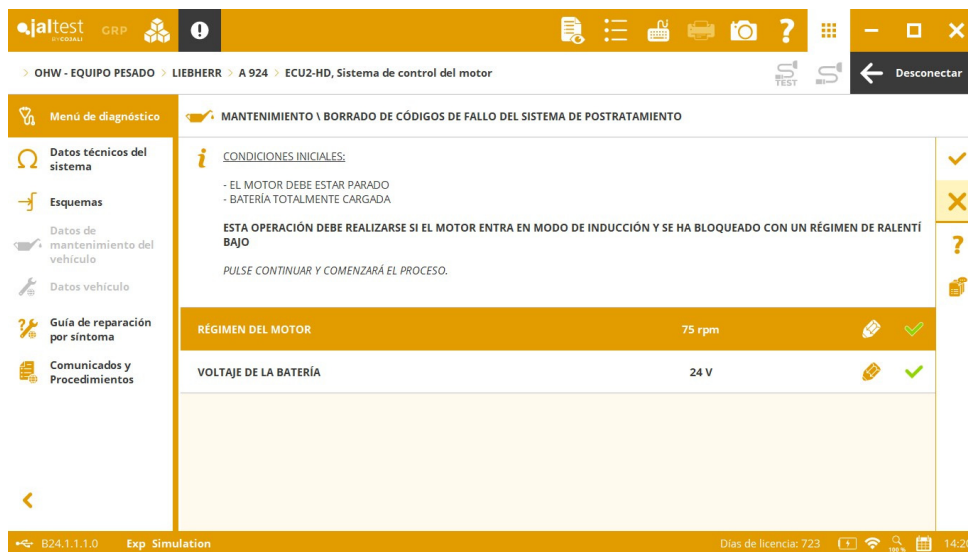 jaltest GRP
BY COJALI
> OHW - EQUIPO PESADO > LIEBHERR > A 924 > ECU2-HD, Sistema de control del motor
TEST
Desconectar
Menú de diagnóstico
MANTENIMIENTO \ BORRADO DE CÓDIGOS DE FALLO DEL SISTEMA DE POSTRATAMIENTO
Datos técnicos del
sistema
Esquemas
Datos de
mantenimiento del
vehículo
Datos vehículo
Guía de reparación
por síntoma
Comunicados y
Procedimientos
CONDICIONES INICIALES:
- EL MOTOR DEBE ESTAR PARADO
- BATERÍA TOTALMENTE CARGADA
ESTA OPERACIÓN DEBE REALIZARSE SI EL MOTOR ENTRA EN MODO DE INDUCCIÓN Y SE HA BLOQUEADO CON UN RÉGIMEN DE RALENTÍ
BAJO
PULSE CONTINUAR Y COMENZARÁ EL PROCESO.
RÉGIMEN DEL MOTOR 75 rpm
VOLTAJE DE LA BATERÍA 24 V
B24.1.1.1.0 Exp Simulation Días de licencia: 723 100 % 14:20